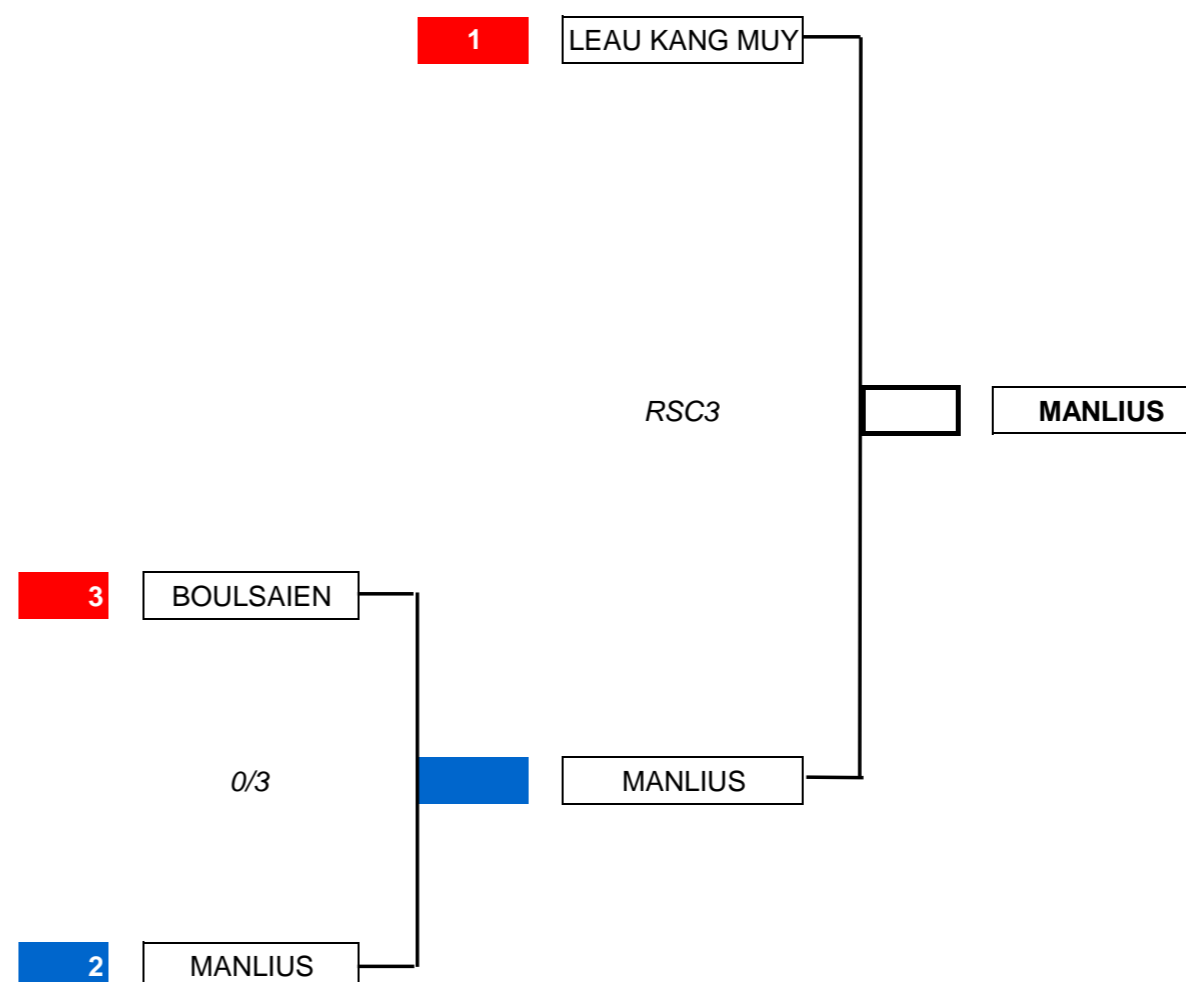 1 LEAU KANG MUY
RSC3 MANLIUS
3 BOULSAIEN
0/3 MANLIUS
2 MANLIUS